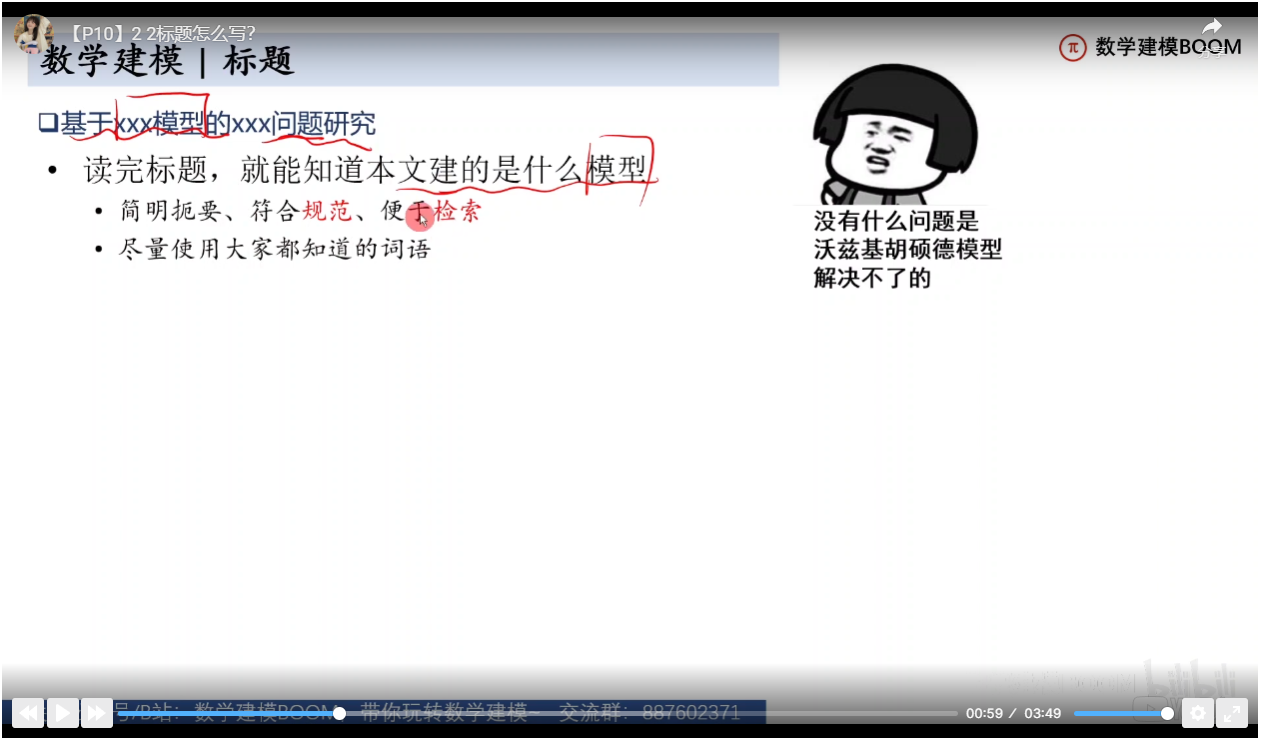 【P10】2 2标题怎么写？
数学建模 | 标题
数学建模BOOM
基于xxx模型的xxx问题研究
读完标题，就能知道本文建的是什么模型
简明扼要、符合规范、便于检索
尽量使用大家都知道的词语
没有什么问题是
沃兹基胡硕德模型
解决不了的
号/B站：数学建模BOOM 带你玩转数学建模~ 交流群：887602371
00:59 / 03:49
bilibili